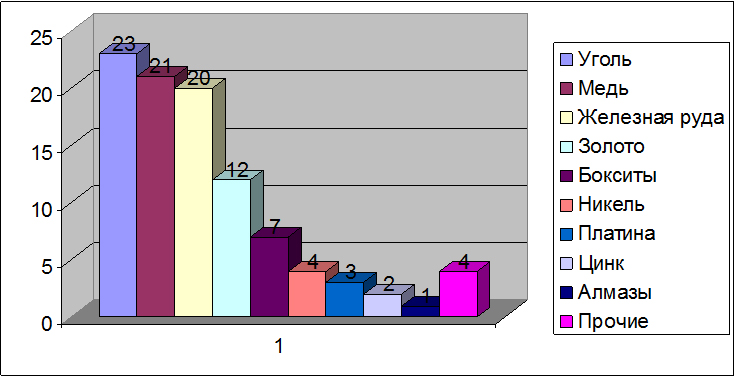 25
20
15
10
5
0
23
21
20
12
7
4
3
2
1
4
1
Уголь
Медь
Железная руда
Золото
Бокситы
Никель
Платина
Цинк
Алмазы
Прочие